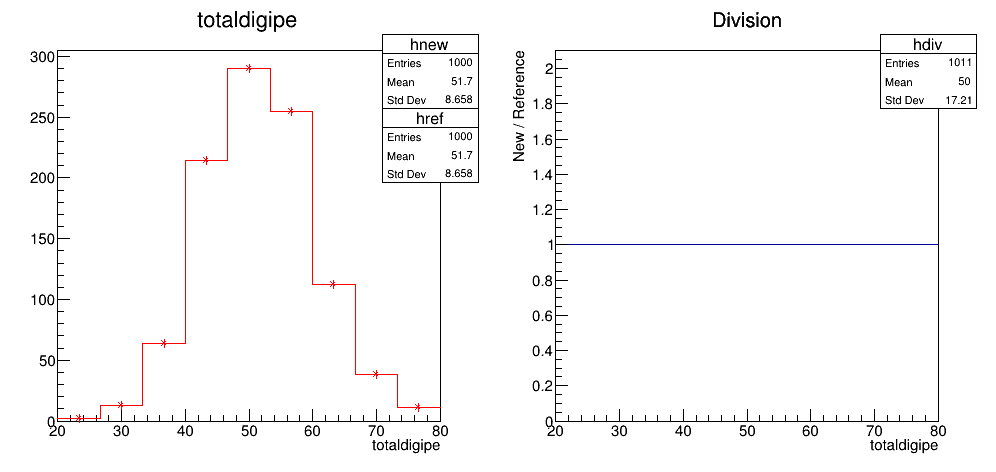 totaldigipe
hnew
Entries 1000
Mean 51.7
Std Dev 8.658
href
Entries 1000
Mean 51.7
Std Dev 8.658
300
250
200
150
100
50
0
20 30 40 50 60 70 80
totaldigipe
Division
hdiv
Entries 1011
Mean 50
Std Dev 17.21
New / Reference
2
1.8
1.6
1.4
1.2
1
0.8
0.6
0.4
0.2
0
20 30 40 50 60 70 80
totaldigipe